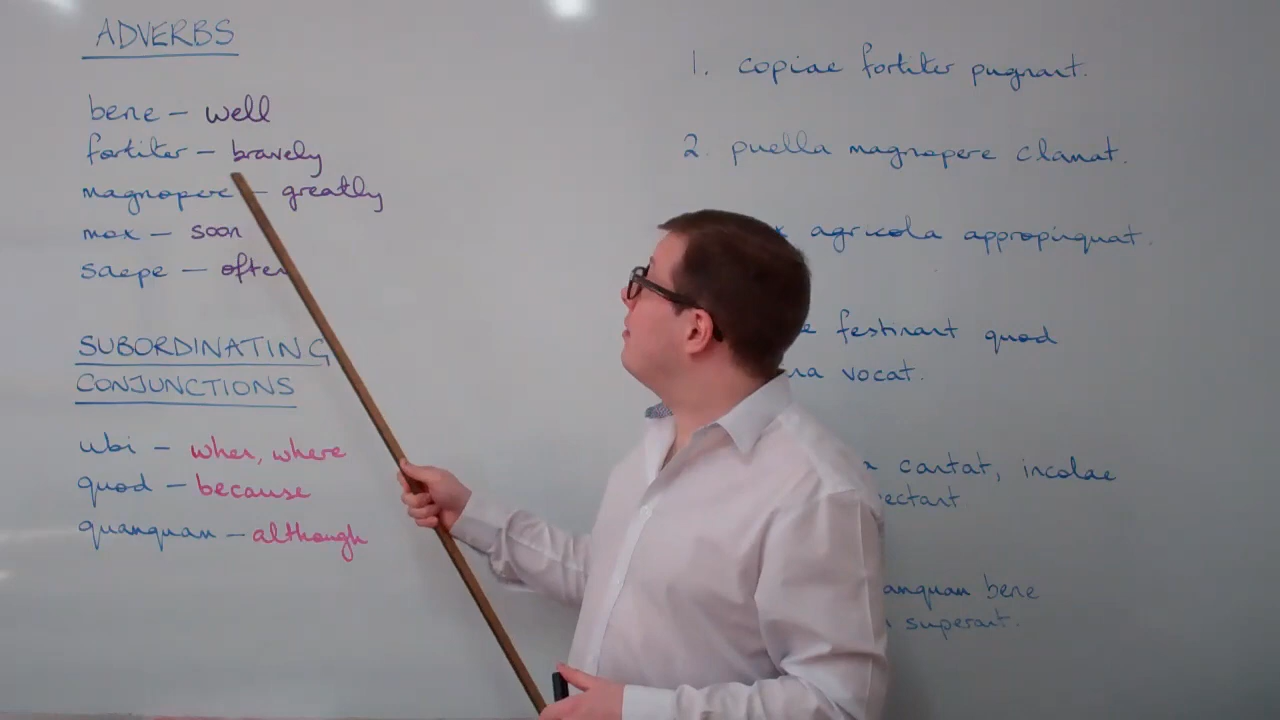 ADVERBS
bene – well
fortiter – bravely
magnopere – greatly
mox – soon
saepe – often
SUBORDINATING
CONJUNCTIONS
ubi – when, where
quod – because
quamquam – although
1. copiae fortiter pugnant.
2. puella magnopere clamat.
agricola appropinquat.
festinant quod
vocat.
cantat, incolae
bene
superant.